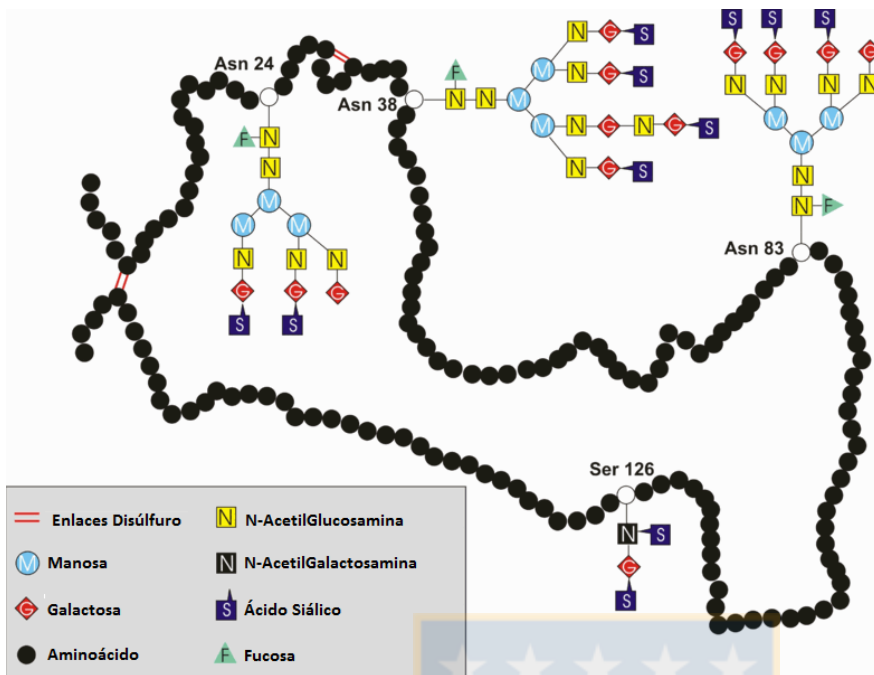 S S S
N G S
G G G G
Asn 24
F M N G S
N N N N
Asn 38 N N M
M N G N G S
M M
M
F N
N N G S
N
M
N F
M M
Asn 83
N N N
G G G
S S
Ser 126
N S
G
S
Enlaces Disúlfuro
N N-AcetilGlucosamina
M Manosa
N N-AcetilGalactosamina
G Galactosa
S Ácido Siálico
Aminoácido
F Fucosa